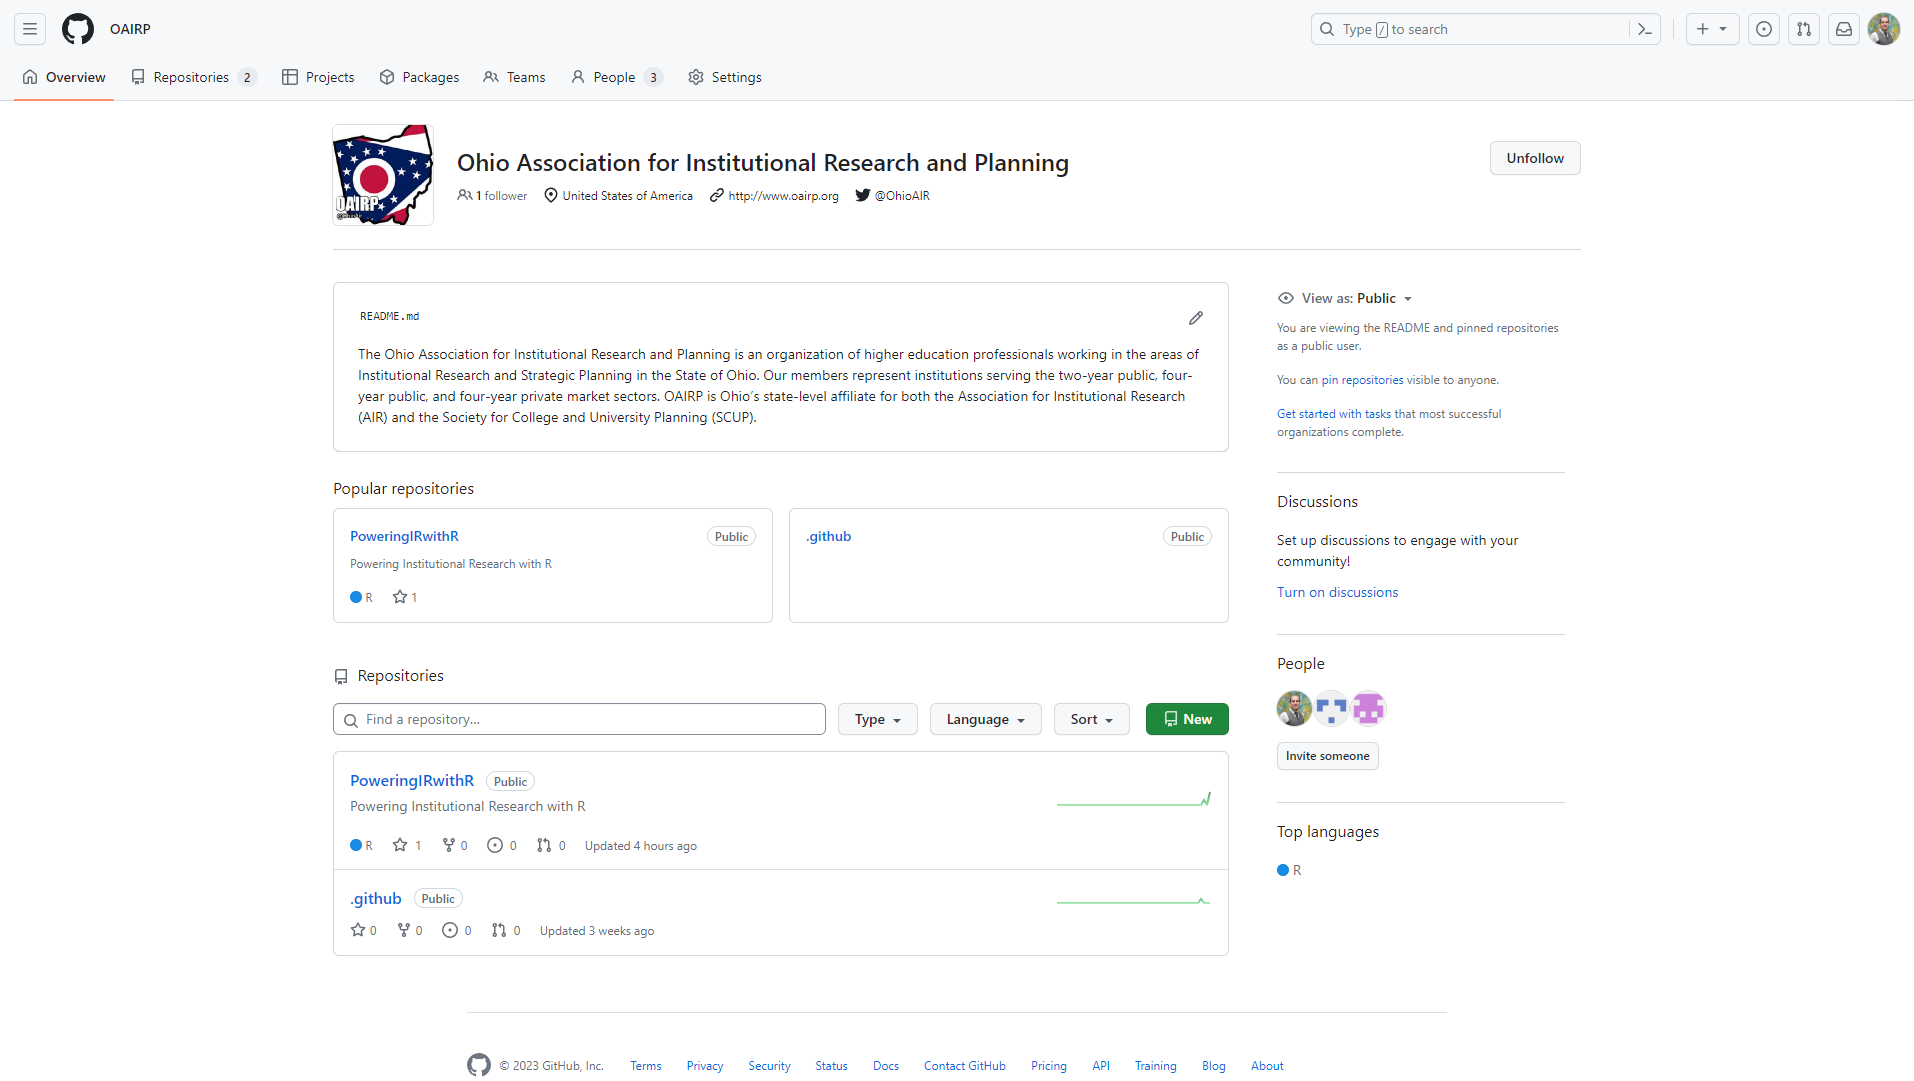 OAIRP
Type / to search
Overview
Repositories 2
Projects
Packages
Teams
People 3
Settings
OAIRP
Ohio Association for Institutional Research and Planning
1 follower
United States of America
http://www.oairp.org
@OhioAIR
Unfollow
README.md
The Ohio Association for Institutional Research and Planning is an organization of higher education professionals working in the areas of
Institutional Research and Strategic Planning in the State of Ohio. Our members represent institutions serving the two-year public, four-
year public, and four-year private market sectors. OAIRP is Ohio’s state-level affiliate for both the Association for Institutional Research
(AIR) and the Society for College and University Planning (SCUP).
Popular repositories
PoweringIRwithR Public
Powering Institutional Research with R
R 1
.github Public
Repositories
Find a repository...
Type
Language
Sort
New
PoweringIRwithR Public
Powering Institutional Research with R
R 1 0 0 0 Updated 4 hours ago
.github Public
0 0 0 0 Updated 3 weeks ago
View as: Public
You are viewing the README and pinned repositories
as a public user.
You can pin repositories visible to anyone.
Get started with tasks that most successful
organizations complete.
Discussions
Set up discussions to engage with your
community!
Turn on discussions
People
Invite someone
Top languages
R
© 2023 GitHub, Inc.
Terms
Privacy
Security
Status
Docs
Contact GitHub
Pricing
API
Training
Blog
About